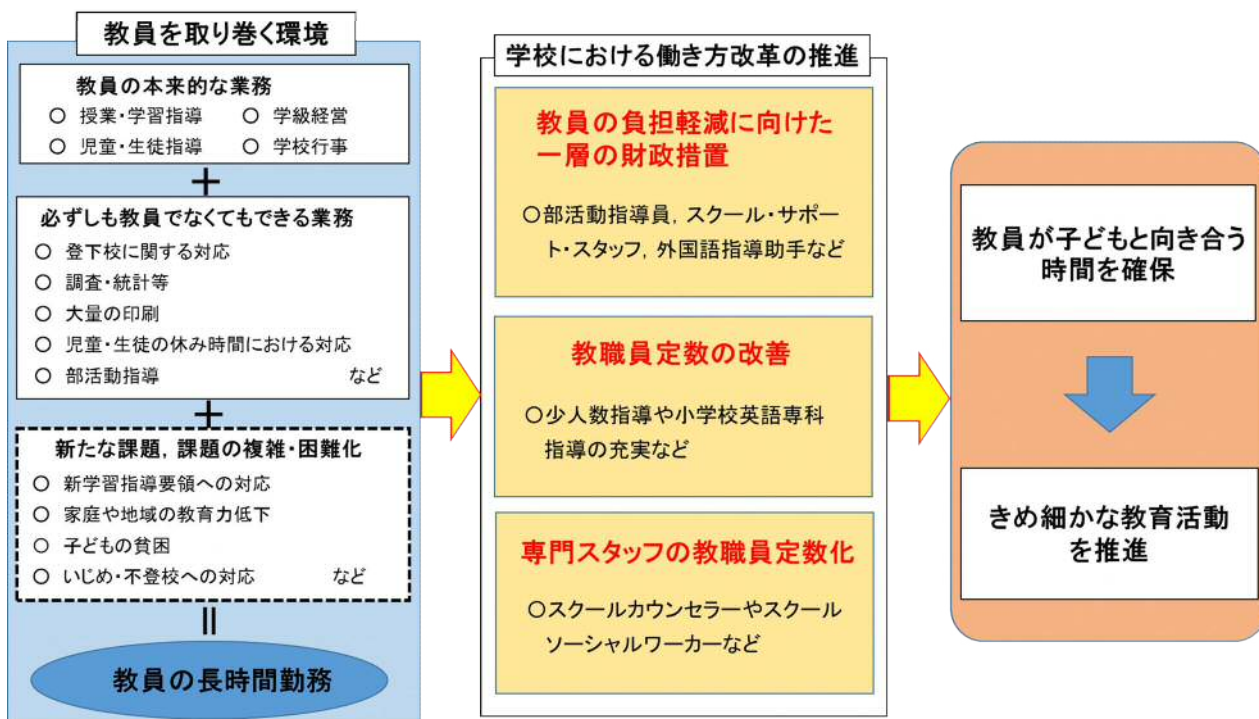 教員を取り巻く環境
教員の本来的な業務
○ 授業・学習指導 ○ 学級経営
○ 児童・生徒指導 ○ 学校行事
＋
必ずしも教員でなくてもできる業務
○ 登下校に関する対応
○ 調査・統計等
○ 大量の印刷
○ 児童・生徒の休み時間における対応
○ 部活動指導 など
＋
新たな課題，課題の複雑・困難化
○ 新学習指導要領への対応
○ 家庭や地域の教育力低下
○ 子どもの貧困
○ いじめ・不登校への対応 など
＝
教員の長時間勤務
学校における働き方改革の推進
教員の負担軽減に向けた
一層の財政措置
○部活動指導員，スクール・サポー
ト・スタッフ，外国語指導助手など
教職員定数の改善
○少人数指導や小学校英語専科
指導の充実など
専門スタッフの教職員定数化
○スクールカウンセラーやスクール
ソーシャルワーカーなど
教員が子どもと向き合う
時間を確保
きめ細かな教育活動
を推進